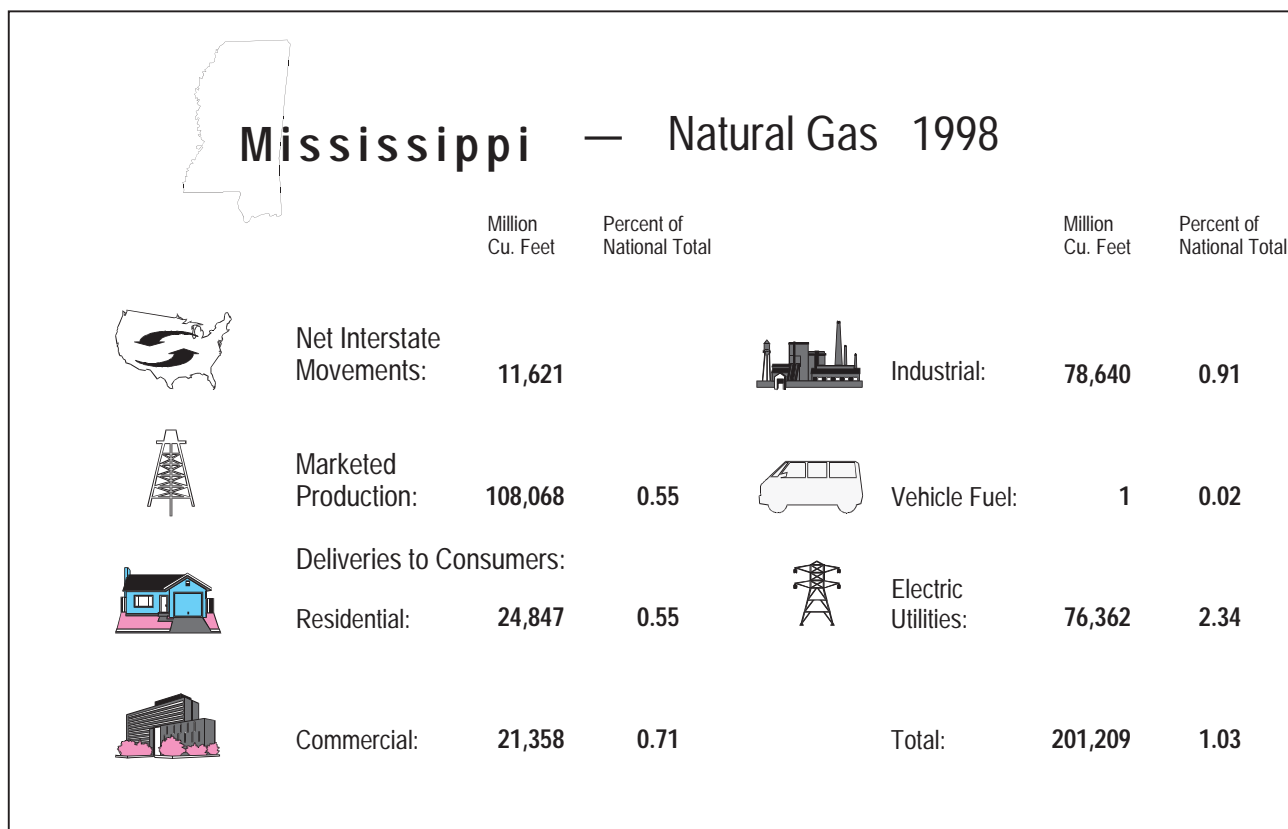 Mississippi — Natural Gas 1998
Million Cu. Feet
Percent of National Total
Million Cu. Feet
Percent of National Total
Net Interstate
Movements: 11,621
Marketed
Production: 108,068 0.55
Deliveries to Consumers:
Residential: 24,847 0.55
Commercial: 21,358 0.71
Industrial: 78,640 0.91
Vehicle Fuel: 1 0.02
Electric
Utilities: 76,362 2.34
Total: 201,209 1.03